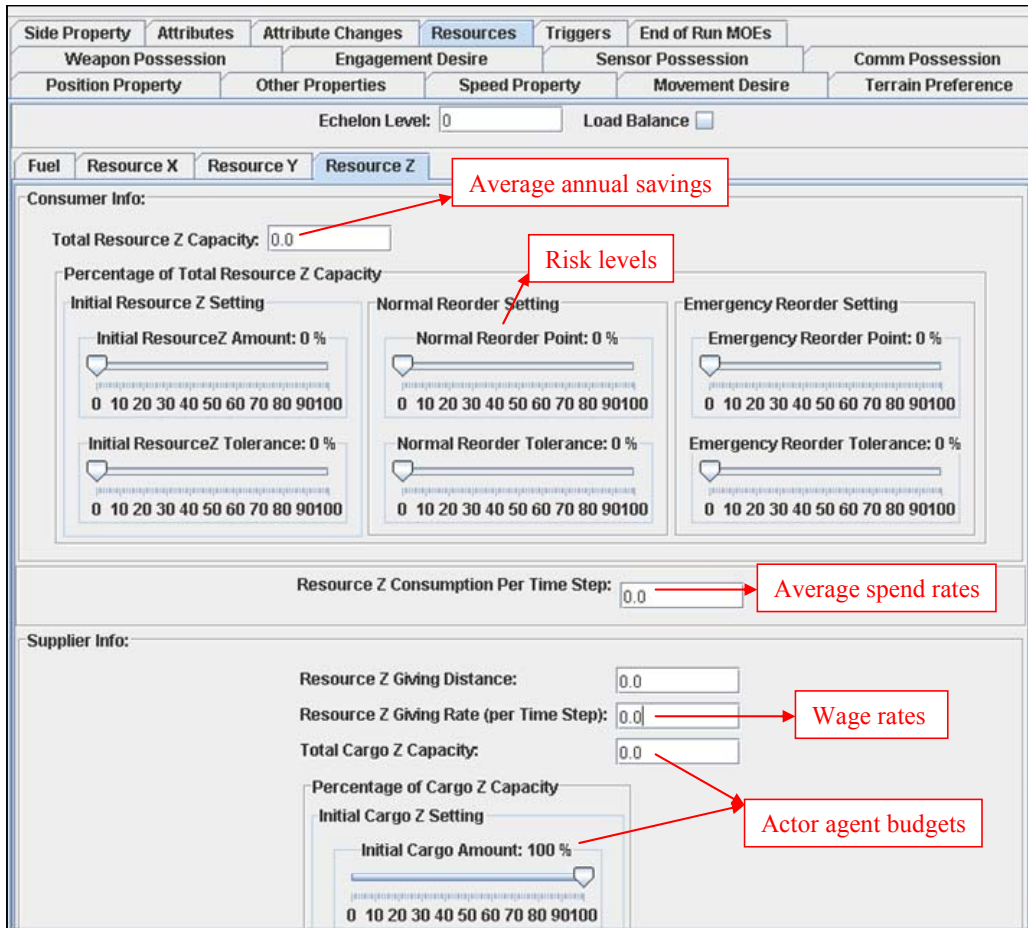 Side Property Attributes Attribute Changes Resources Triggers End of Run MOEs
Weapon Possession Engagement Desire Sensor Possession Comm Possession
Position Property Other Properties Speed Property Movement Desire Terrain Preference
Echelon Level: 0 Load Balance
Fuel Resource X Resource Y Resource Z
Average annual savings
Consumer Info:
Total Resource Z Capacity: 0.0
Risk levels
Percentage of Total Resource Z Capacity
Initial Resource Z Setting Normal Reorder Setting Emergency Reorder Setting
Initial ResourceZ Amount: 0 % Normal Reorder Point: 0 % Emergency Reorder Point: 0 %
0 10 20 30 40 50 60 70 80 90100 0 10 20 30 40 50 60 70 80 90100 0 10 20 30 40 50 60 70 80 90100
Initial ResourceZ Tolerance: 0 % Normal Reorder Tolerance: 0 % Emergency Reorder Tolerance: 0 %
0 10 20 30 40 50 60 70 80 90100 0 10 20 30 40 50 60 70 80 90100 0 10 20 30 40 50 60 70 80 90100
Resource Z Consumption Per Time Step: 0.0 Average spend rates
Supplier Info:
Resource Z Giving Distance: 0.0
Resource Z Giving Rate (per Time Step): 0.0 Wage rates
Total Cargo Z Capacity: 0.0
Percentage of Cargo Z Capacity
Initial Cargo Z Setting
Actor agent budgets
Initial Cargo Amount: 100 %
0 10 20 30 40 50 60 70 80 90100